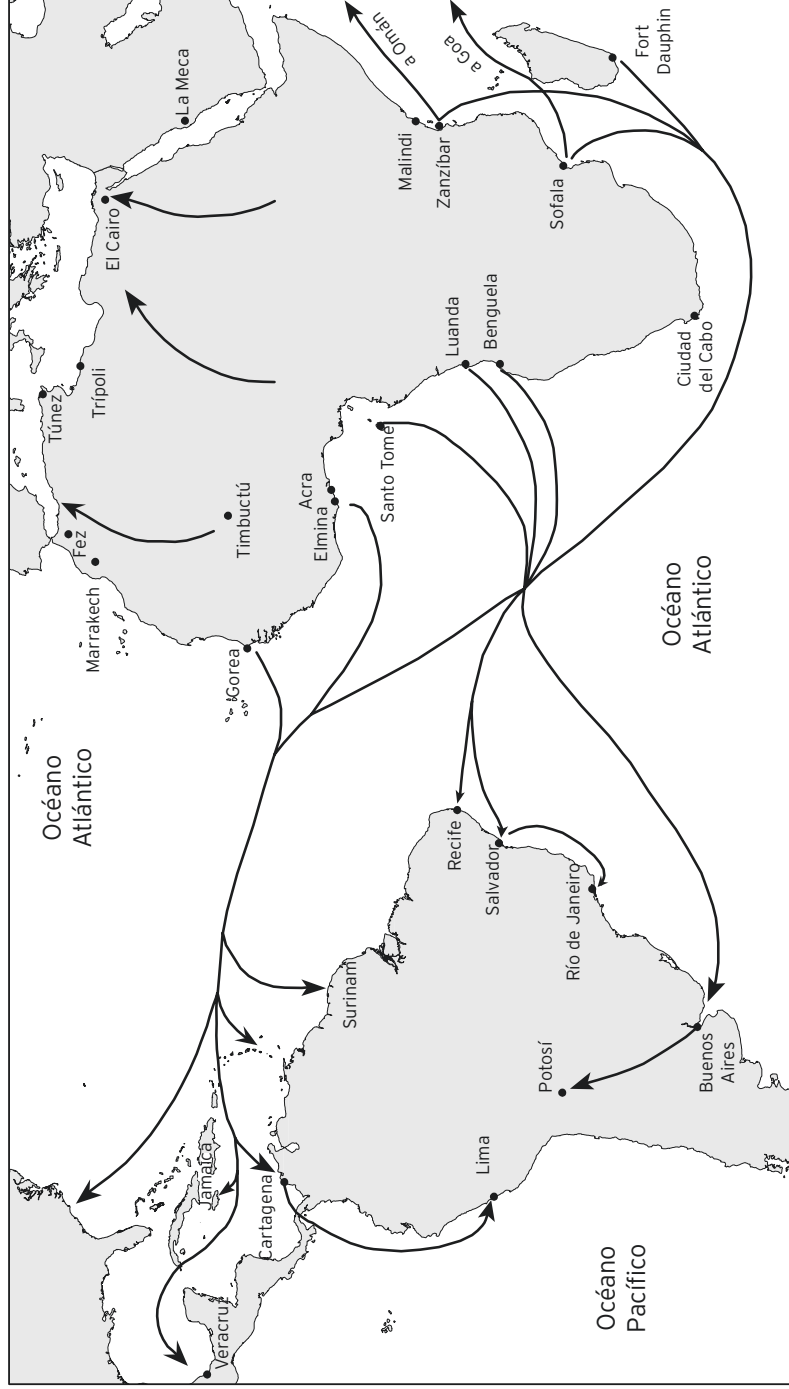 Océano
Atlántico
Fez
Túnez
Trípoli
Marrakech
El Cairo
La Meca
Timbuctú
Gorea
Veracruz
Jamaica
Cartagena
Surinam
Elmina
Acra
Santo Tomé
Luanda
Benguela
Malindi
Zanzíbar
a Omán
a Goa
Recife
Salvador
Lima
Potosí
Río de Janeiro
Sofala
Océano
Pacífico
Buenos
Aires
Océano
Atlántico
Ciudad
del Cabo
Fort
Dauphin